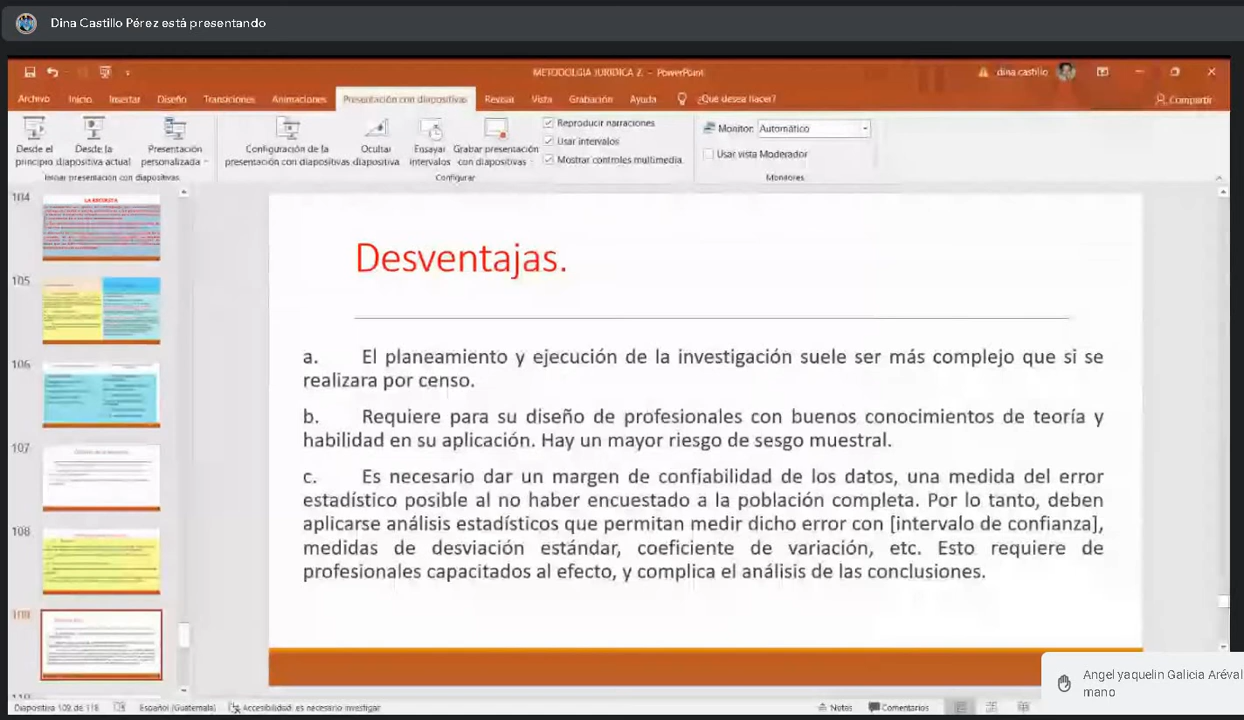 Dina Castillo Pérez está presentando
METODOLGIA JURIDICA 2. - PowerPoint
dina castillo
Archivo Inicio Insertar Diseño Transiciones Animaciones Presentación con diapositivas Revisar Vista Grabación Ayuda ¿Qué desea hacer? Compartir
Desde el principio
Desde la diapositiva actual
Presentación personalizada
Iniciar presentación con diapositivas
Configuración de la presentación con diapositivas
Ocultar diapositiva
Ensayar intervalos
Grabar presentación con diapositivas
Reproducir narraciones
Usar intervalos
Mostrar controles multimedia
Configurar
Monitor: Automático
Usar vista Moderador
Monitores
104
LA ENCUESTA
105
106
107
108
109
Desventajas.
a. El planeamiento y ejecución de la investigación suele ser más complejo que si se
realizara por censo.
b. Requiere para su diseño de profesionales con buenos conocimientos de teoría y
habilidad en su aplicación. Hay un mayor riesgo de sesgo muestral.
c. Es necesario dar un margen de confiabilidad de los datos, una medida del error
estadístico posible al no haber encuestado a la población completa. Por lo tanto, deben
aplicarse análisis estadísticos que permitan medir dicho error con [intervalo de confianza],
medidas de desviación estándar, coeficiente de variación, etc. Esto requiere de
profesionales capacitados al efecto, y complica el análisis de las conclusiones.
Angel yaquelin Galicia Aréval
mano
Diapositiva 109 de 118 Español (Guatemala) Accesibilidad: es necesario investigar Notas Comentarios